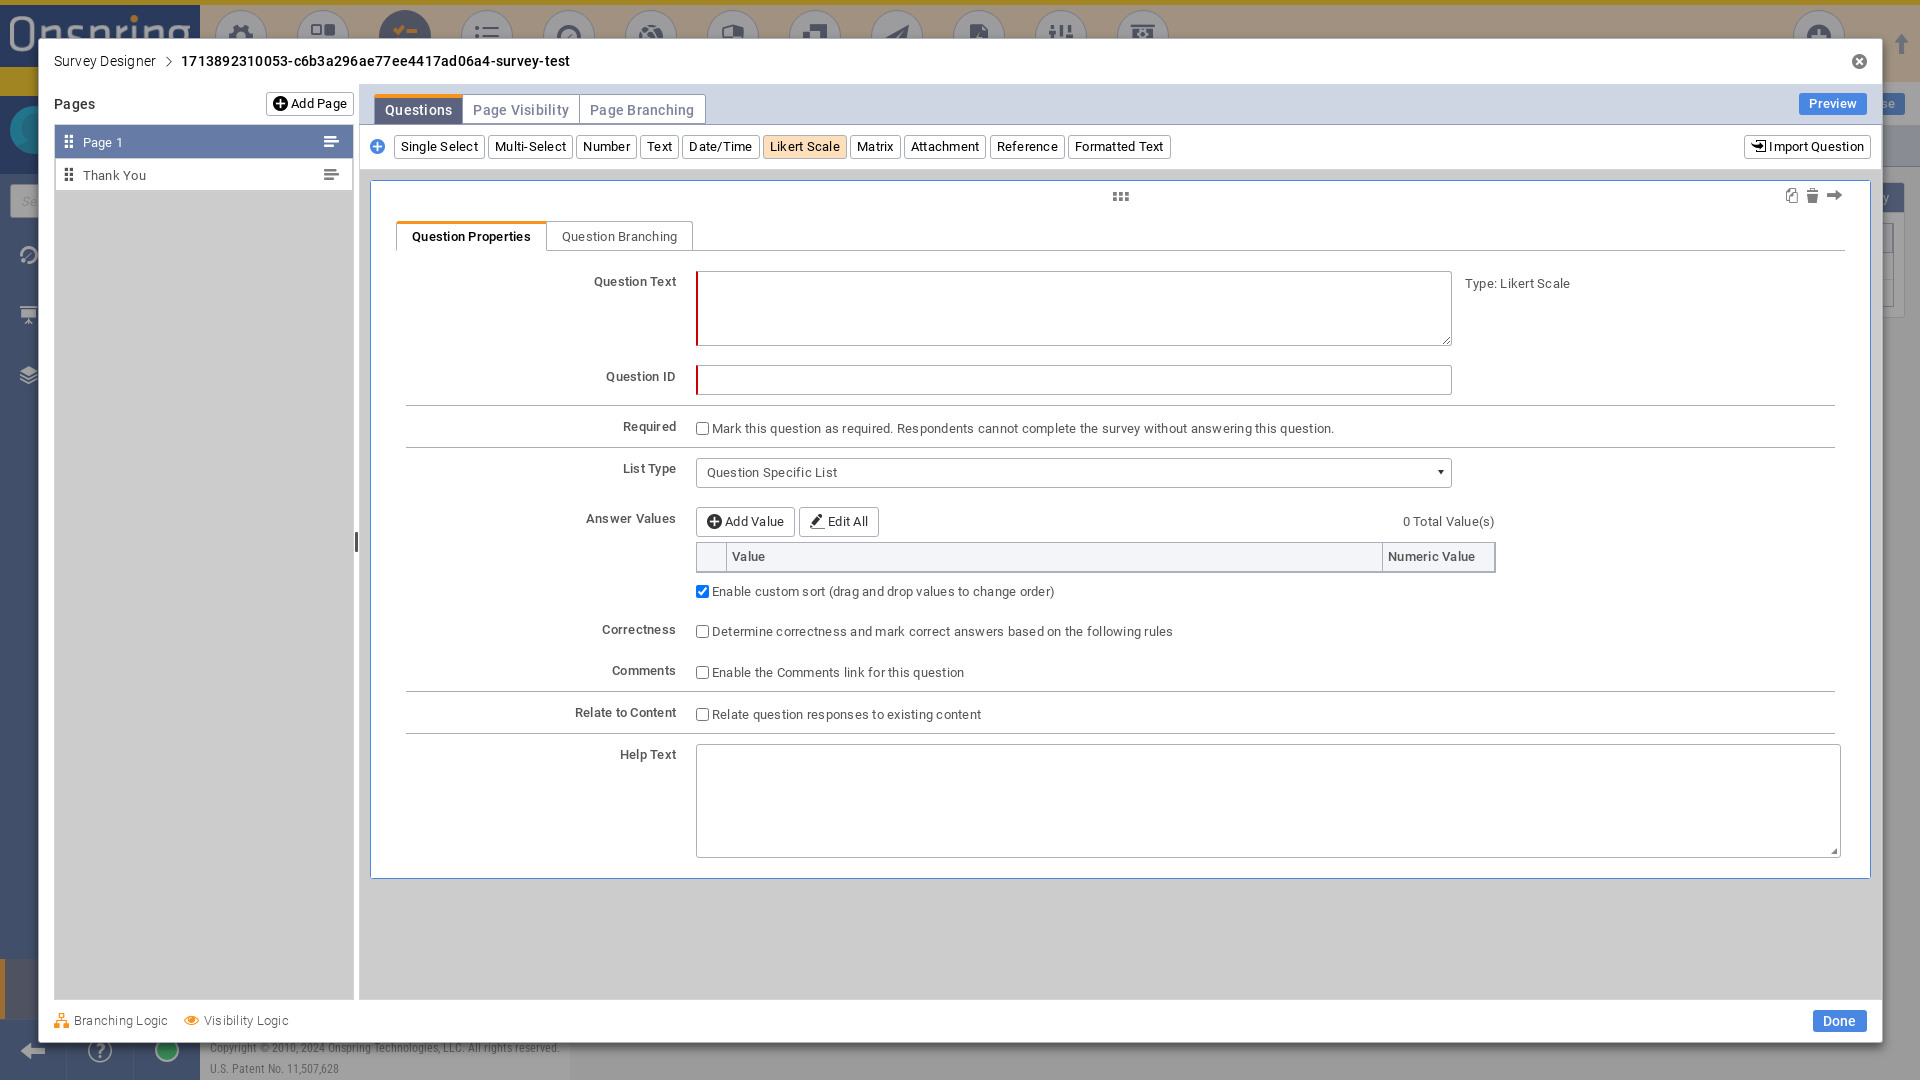 Onspring
Survey Designer > 1713892310053-c6b3a296ae77ee4417ad06a4-survey-test
Pages
Add Page
Page 1
Thank You
Questions
Page Visibility
Page Branching
Preview
Single Select
Multi-Select
Number
Text
Date/Time
Likert Scale
Matrix
Attachment
Reference
Formatted Text
Import Question
Question Properties
Question Branching
Question Text
Type: Likert Scale
Question ID
Required
Mark this question as required. Respondents cannot complete the survey without answering this question.
List Type
Question Specific List
Answer Values
Add Value
Edit All
0 Total Value(s)
Value
Numeric Value
Enable custom sort (drag and drop values to change order)
Correctness
Determine correctness and mark correct answers based on the following rules
Comments
Enable the Comments link for this question
Relate to Content
Relate question responses to existing content
Help Text
Branching Logic
Visibility Logic
Done
Copyright © 2010, 2024 Onspring Technologies, LLC. All rights reserved.
U.S. Patent No. 11,507,628